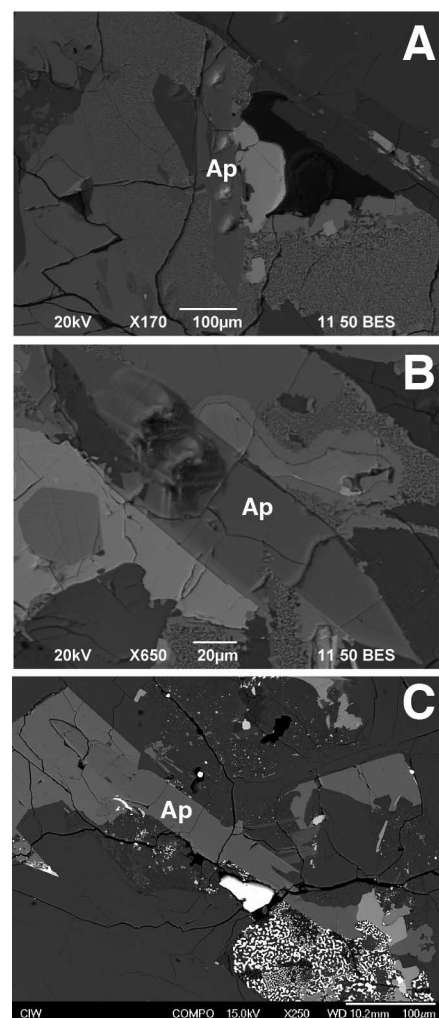 A
Ap
100µm
20kV X170 11 50 BES
B
Ap
20kV X650 20µm 11 50 BES
C
Ap
100µm
CIW COMPO 15.0kV X250 WD 10.2mm